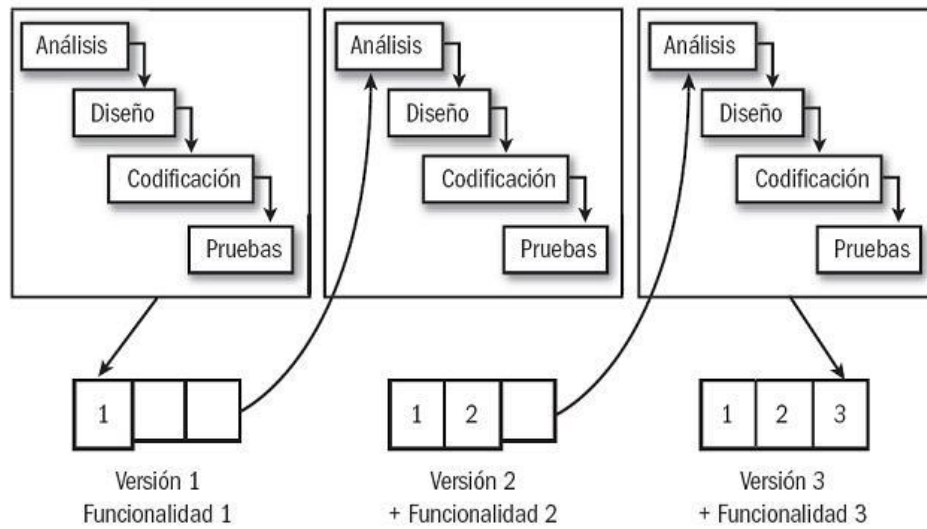 Análisis
Diseño
Codificación
Pruebas
Análisis
Diseño
Codificación
Pruebas
Análisis
Diseño
Codificación
Pruebas
1
1 2
1 2 3
Versión 1
Funcionalidad 1
Versión 2
+ Funcionalidad 2
Versión 3
+ Funcionalidad 3